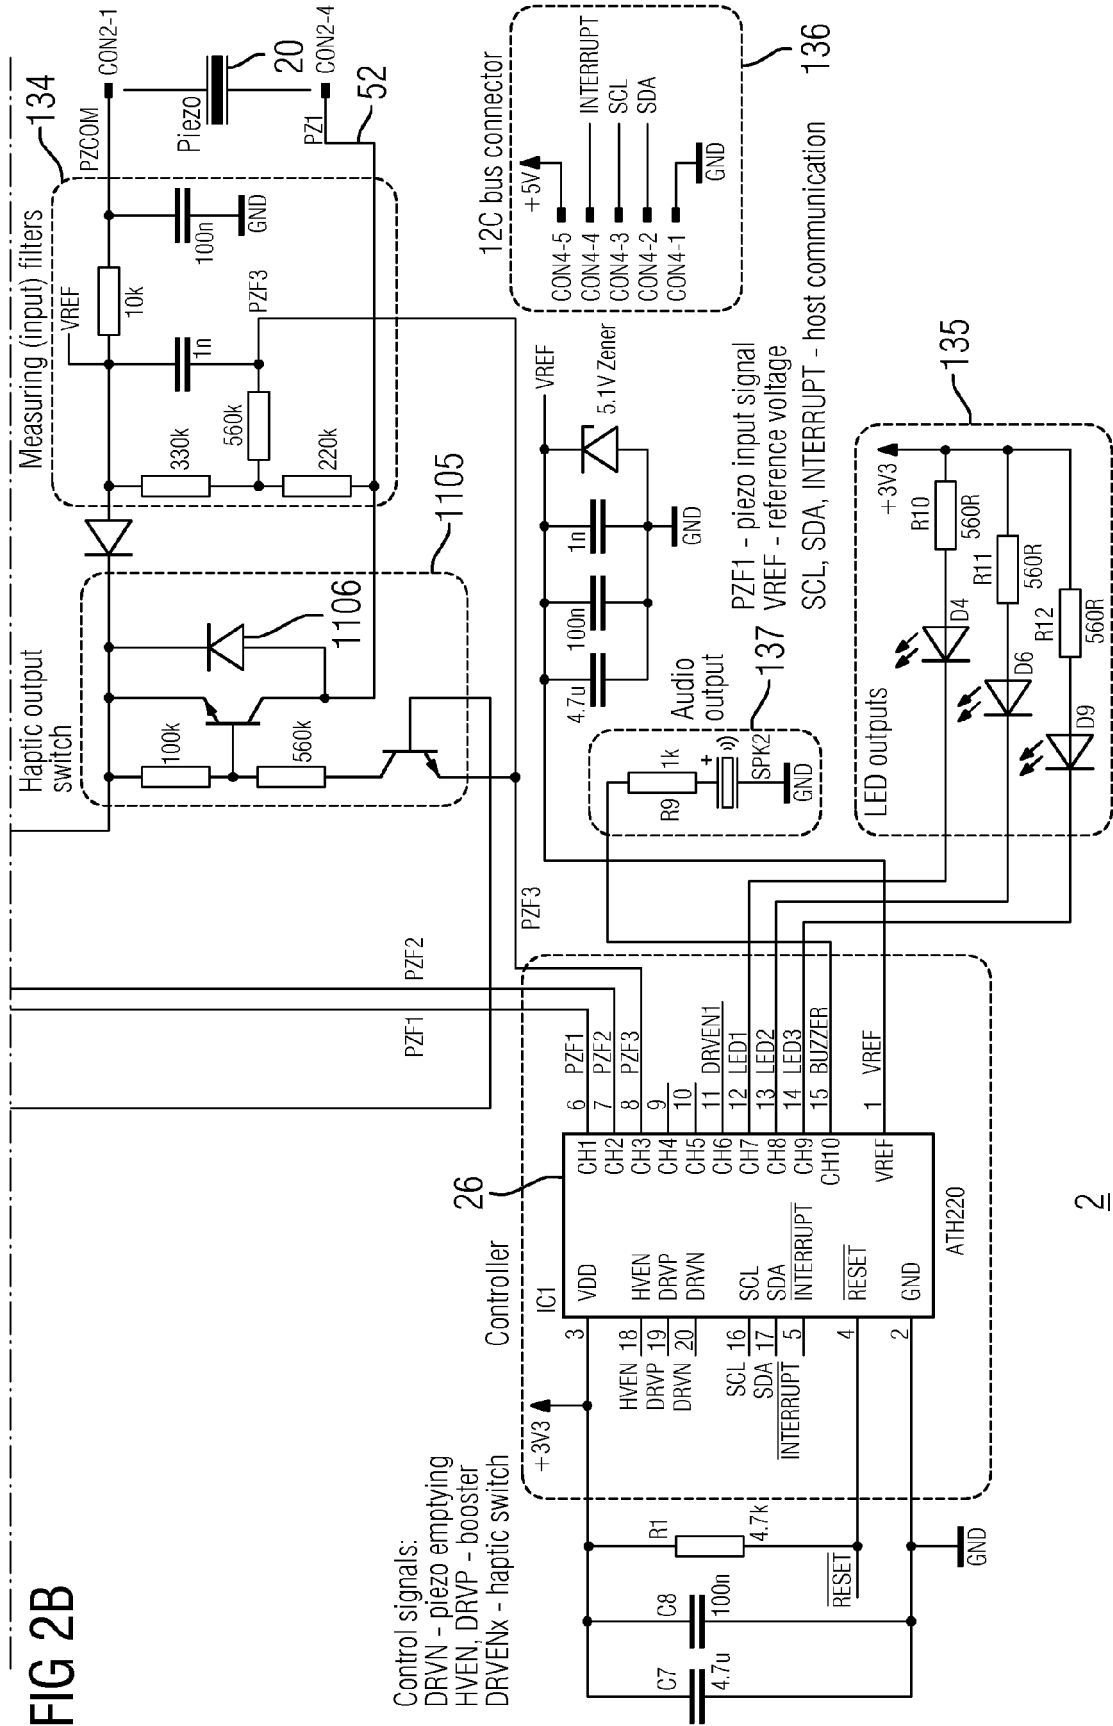 FIG 2B
Control signals:
DRVN - piezo emptying
HVEN, DRVP - booster
DRVENx - haptic switch
C7
4.7u
C8
100n
R1
4.7k
RESET
GND
+3V3
Controller
IC1
26
3
VDD
HVEN 18
HVEN
DRVP 19
DRVP
DRVN 20
DRVN
SCL 16
SCL
SDA 17
SDA
INTERRUPT 5
INTERRUPT
4
RESET
2
GND
CH1
6
PZF1
CH2
7
PZF2
CH3
8
PZF3
CH4
9
CH5
10
CH6
11
DRVEN1
CH7
12
LED1
CH8
13
LED2
CH9
14
LED3
CH10
15
BUZZER
VREF
1
VREF
ATH220
PZF1
PZF2
PZF3
Haptic output
switch
100k
560k
1106
1105
Measuring (input) filters
134
VREF
330k
220k
560k
1n
10k
PZF3
100n
GND
PZCOM
CON2-1
Piezo
20
PZ1
CON2-4
52
4.7u
100n
1n
GND
5.1V Zener
VREF
Audio
output
137
R9
1k
+
SPK2
GND
PZF1 - piezo input signal
VREF - reference voltage
SCL, SDA, INTERRUPT - host communication
12C bus connector
+5V
CON4-5
CON4-4
INTERRUPT
CON4-3
SCL
CON4-2
SDA
CON4-1
GND
136
LED outputs
135
+3V3
R10
560R
D4
R11
560R
D6
R12
560R
D9
2